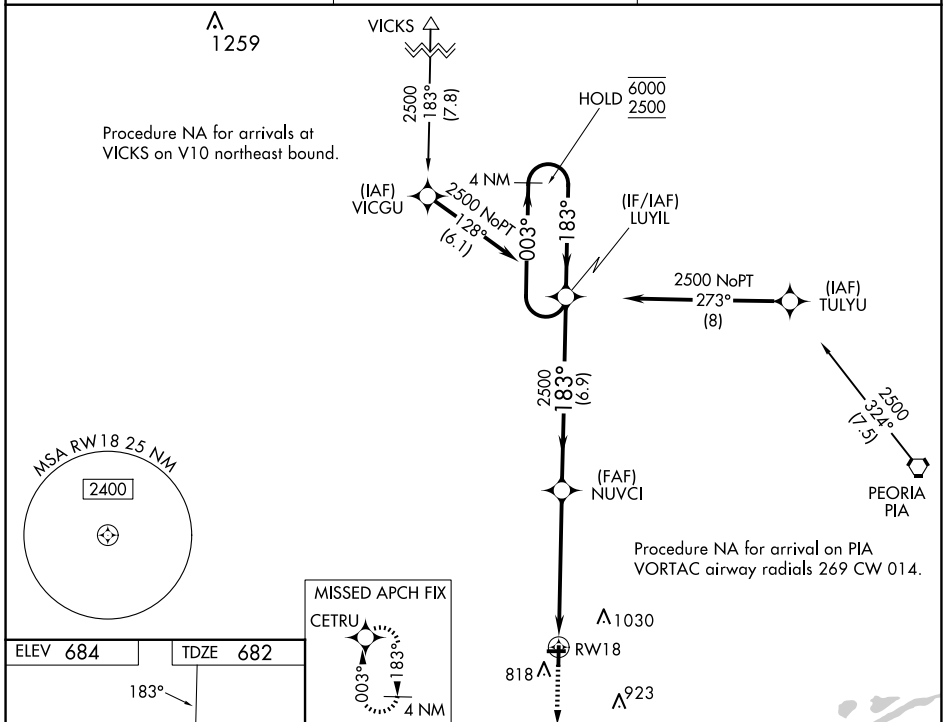 1259
VICKS
2500
183°
(7.8)
HOLD 6000
2500
Procedure NA for arrivals at
VICKS on V10 northeast bound.
4 NM
(IAF)
VICGU
2500 NoPT
128°
(6.1)
003°
183°
(IF/IAF)
LUYIL
2500 NoPT
273°
(8)
(IAF)
TULYU
2500
183°
(6.9)
2500
324°
(7.5)
MSA RW18 25 NM
2400
(FAF)
NUVCI
PEORIA
PIA
Procedure NA for arrival on PIA
VORTAC airway radials 269 CW 014.
MISSED APCH FIX
CETRU
003°
183°
4 NM
1030
RW18
818
923
ELEV 684
TDZE 682
183°